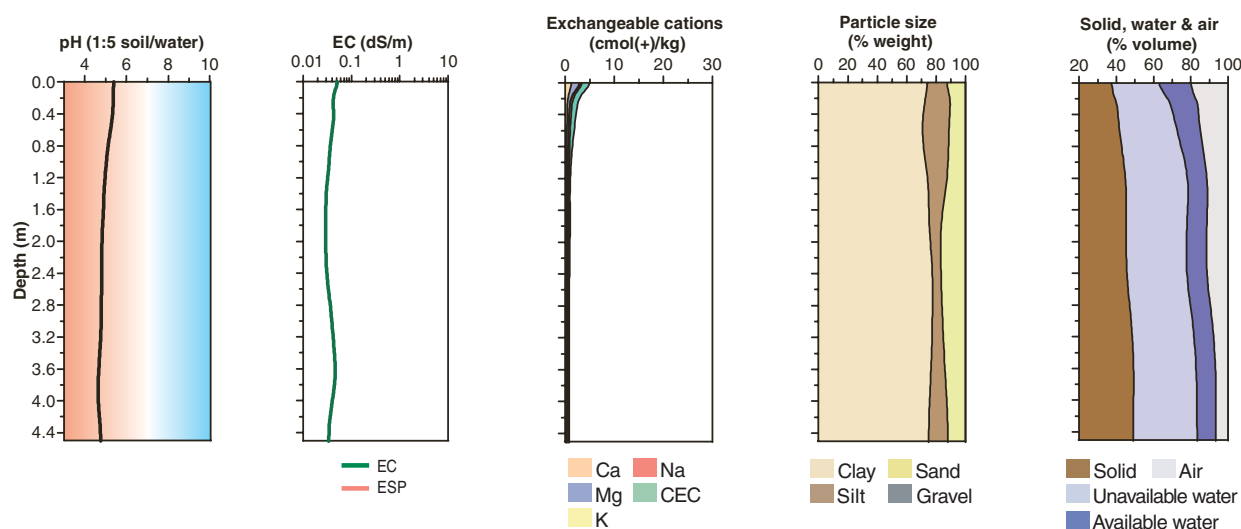 pH (1:5 soil/water)
4 6 8 10
EC (dS/m)
0.01 0.1 1 10
Exchangeable cations
(cmol(+)/kg)
0 10 20 30
Particle size
(% weight)
0 20 40 60 80 100
Solid, water & air
(% volume)
20 40 60 80 100
Depth (m)
0.0
0.4
0.8
1.2
1.6
2.0
2.4
2.8
3.2
3.6
4.0
4.4
EC
ESP
Ca Na
Mg CEC
K
Clay Sand
Silt Gravel
Solid Air
Unavailable water
Available water